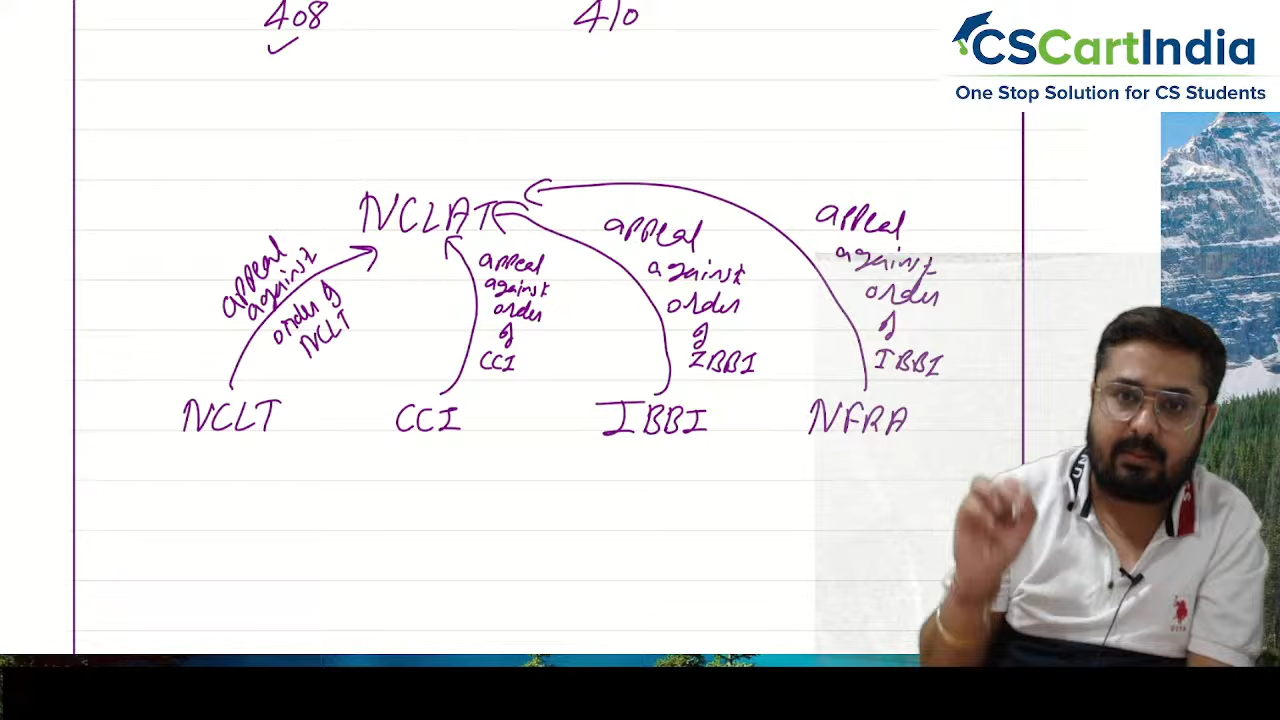 408
410
CSCartIndia
One Stop Solution for CS Students
NCLAT
appeal
against
order of
NCLT
appeal
against
order
of
CCI
appeal
against
order
of
IBBI
appeal
against
order
of
IBBI
NCLT
CCI
IBBI
NFRA